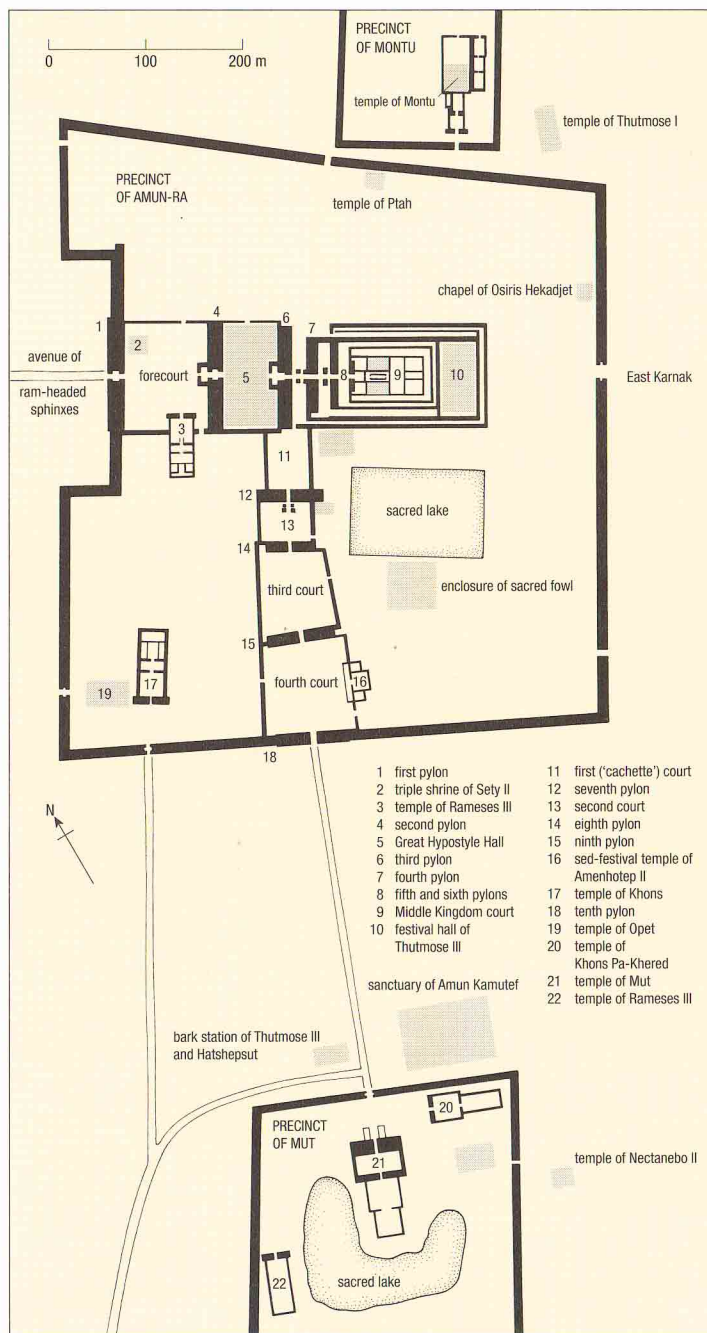 0 100 200 m
PRECINCT
OF MONTU
temple of Montu
temple of Thutmose I
PRECINCT
OF AMUN-RA
temple of Ptah
chapel of Osiris Hekadjet
1
2
4
6
7
avenue of
ram-headed
sphinxes
forecourt
5
8
9
10
East Karnak
3
11
12
13
sacred lake
14
third court
enclosure of sacred fowl
15
fourth court
16
17
19
18
N
1 first pylon
2 triple shrine of Sety II
3 temple of Rameses III
4 second pylon
5 Great Hypostyle Hall
6 third pylon
7 fourth pylon
8 fifth and sixth pylons
9 Middle Kingdom court
10 festival hall of
Thutmose III
11 first ('cachette') court
12 seventh pylon
13 second court
14 eighth pylon
15 ninth pylon
16 sed-festival temple of
Amenhotep II
17 temple of Khons
18 tenth pylon
19 temple of Opet
20 temple of
Khons Pa-Khered
21 temple of Mut
22 temple of Rameses III
sanctuary of Amun Kamutef
bark station of Thutmose III
and Hatshepsut
PRECINCT
OF MUT
20
21
temple of Nectanebo II
22
sacred lake